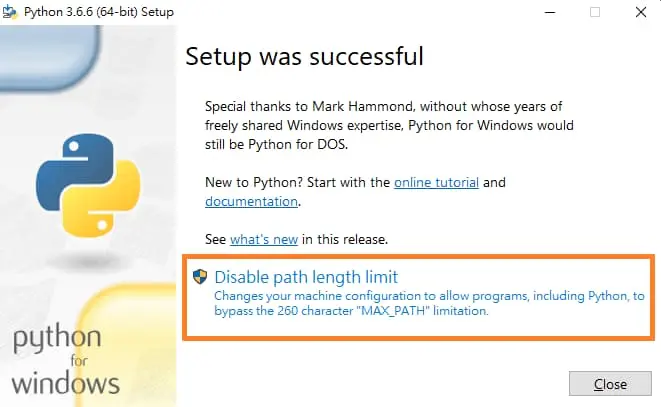 Python 3.6.6 (64-bit) Setup
Setup was successful
Special thanks to Mark Hammond, without whose years of
freely shared Windows expertise, Python for Windows would
still be Python for DOS.
New to Python? Start with the online tutorial and
documentation.
See what's new in this release.
Disable path length limit
Changes your machine configuration to allow programs, including Python, to
bypass the 260 character "MAX_PATH" limitation.
python
for
windows
Close